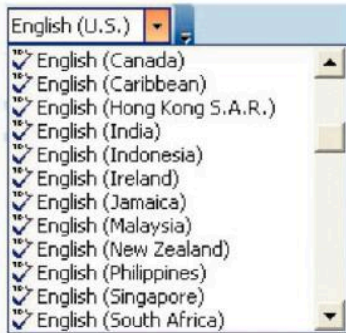 English (U.S.)
English (Canada)
English (Caribbean)
English (Hong Kong S.A.R.)
English (India)
English (Indonesia)
English (Ireland)
English (Jamaica)
English (Malaysia)
English (New Zealand)
English (Philippines)
English (Singapore)
English (South Africa)